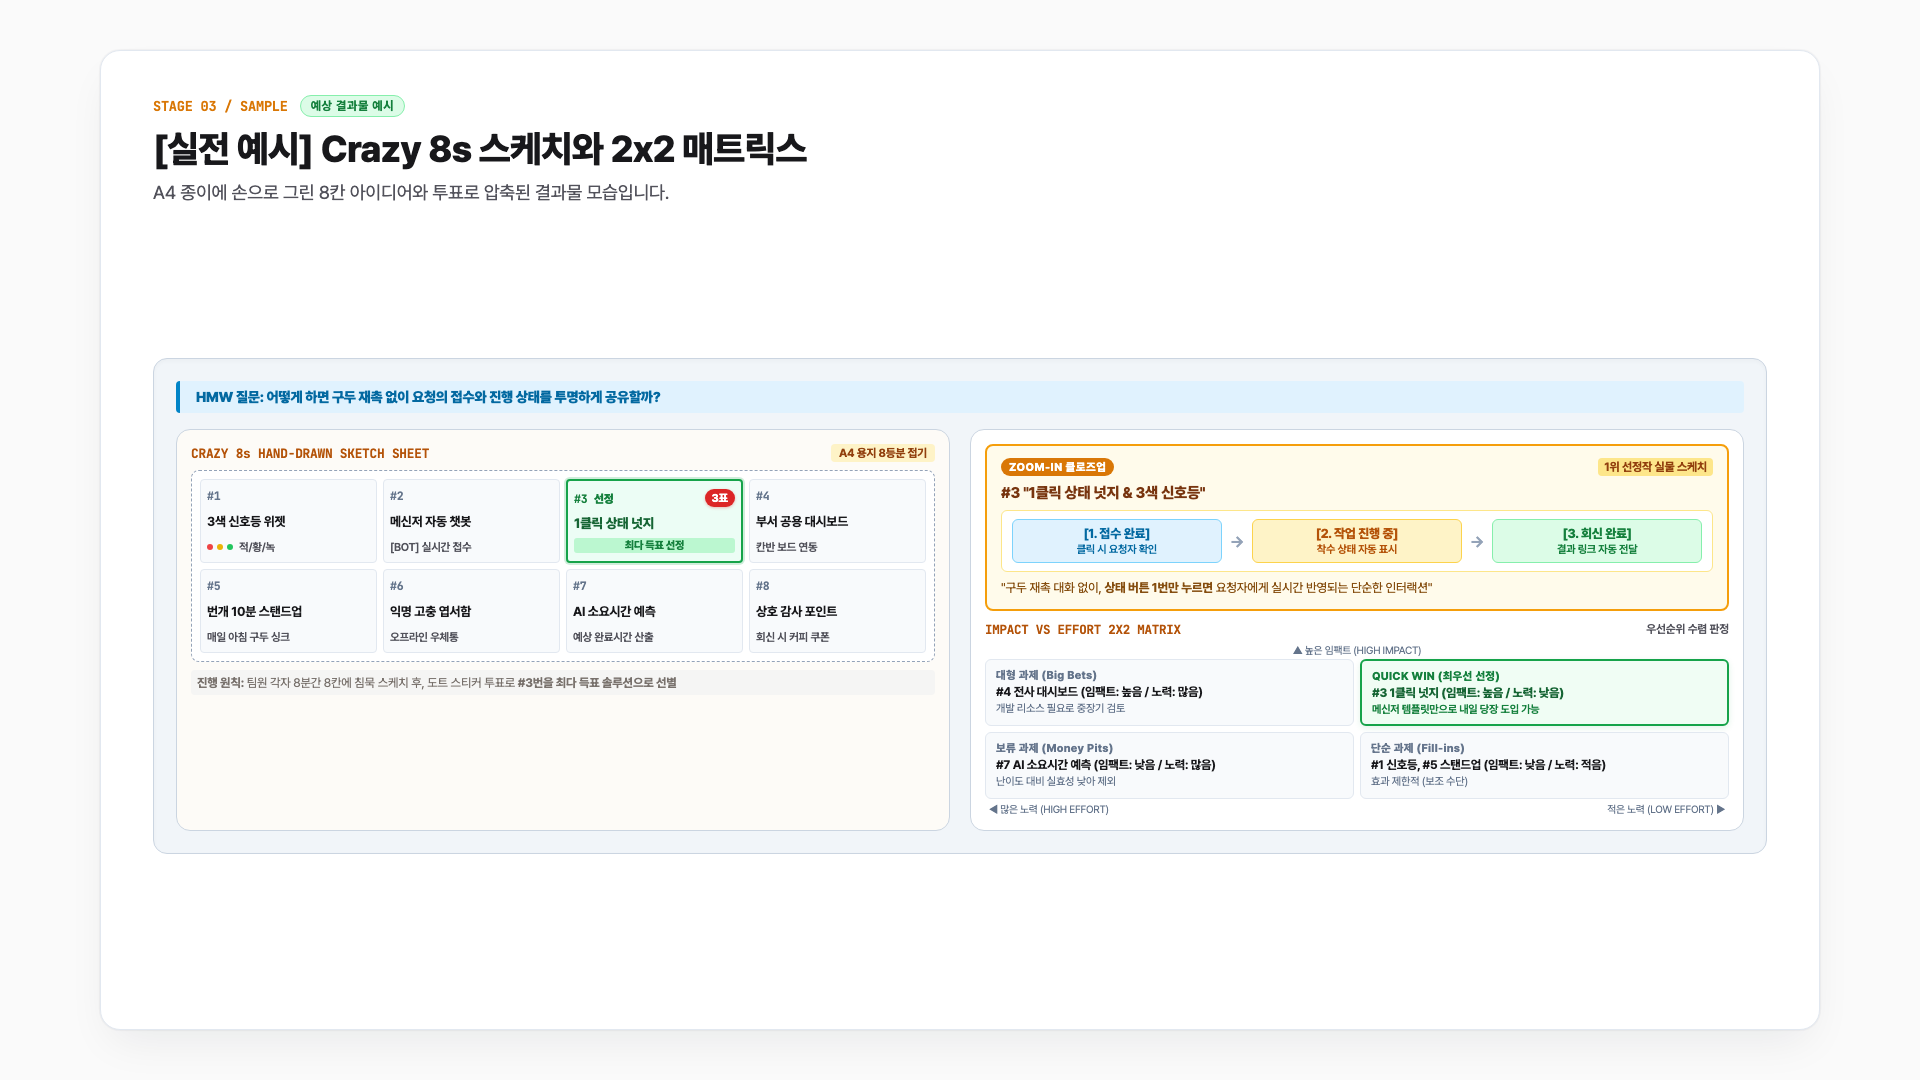 STAGE 03 / SAMPLE 예상 결과물 예시
[실전 예시] Crazy 8s 스케치와 2x2 매트릭스
A4 종이에 손으로 그린 8칸 아이디어와 투표로 압축된 결과물 모습입니다.
HMW 질문: 어떻게 하면 구두 재촉 없이 요청의 접수와 진행 상태를 투명하게 공유할까?
CRAZY 8s HAND-DRAWN SKETCH SHEET
A4 용지 8등분 접기
#1
3색 신호등 위젯
적/황/녹
#2
메신저 자동 챗봇
[BOT] 실시간 접수
#3 선정
3표
1클릭 상태 넛지
최다 득표 선정
#4
부서 공용 대시보드
칸반 보드 연동
#5
번개 10분 스탠드업
매일 아침 구두 싱크
#6
익명 고충 엽서함
오프라인 우체통
#7
AI 소요시간 예측
예상 완료시간 산출
#8
상호 감사 포인트
회신 시 커피 쿠폰
진행 원칙: 팀원 각자 8분간 8칸에 침묵 스케치 후, 도트 스티커 투표로 #3번을 최다 득표 솔루션으로 선별
ZOOM-IN 클로즈업
1위 선정작 실물 스케치
#3 "1클릭 상태 넛지 & 3색 신호등"
[1. 접수 완료]
클릭 시 요청자 확인
→
[2. 작업 진행 중]
착수 상태 자동 표시
→
[3. 회신 완료]
결과 링크 자동 전달
"구두 재촉 대화 없이, 상태 버튼 1번만 누르면 요청자에게 실시간 반영되는 단순한 인터랙션"
IMPACT VS EFFORT 2X2 MATRIX
우선순위 수렴 판정
▲ 높은 임팩트 (HIGH IMPACT)
대형 과제 (Big Bets)
#4 전사 대시보드 (임팩트: 높음 / 노력: 많음)
개발 리소스 필요로 중장기 검토
QUICK WIN (최우선 선정)
#3 1클릭 넛지 (임팩트: 높음 / 노력: 낮음)
메신저 템플릿만으로 내일 당장 도입 가능
보류 과제 (Money Pits)
#7 AI 소요시간 예측 (임팩트: 낮음 / 노력: 많음)
난이도 대비 실효성 낮아 제외
단순 과제 (Fill-ins)
#1 신호등, #5 스탠드업 (임팩트: 낮음 / 노력: 적음)
효과 제한적 (보조 수단)
◀ 많은 노력 (HIGH EFFORT)
적은 노력 (LOW EFFORT) ▶